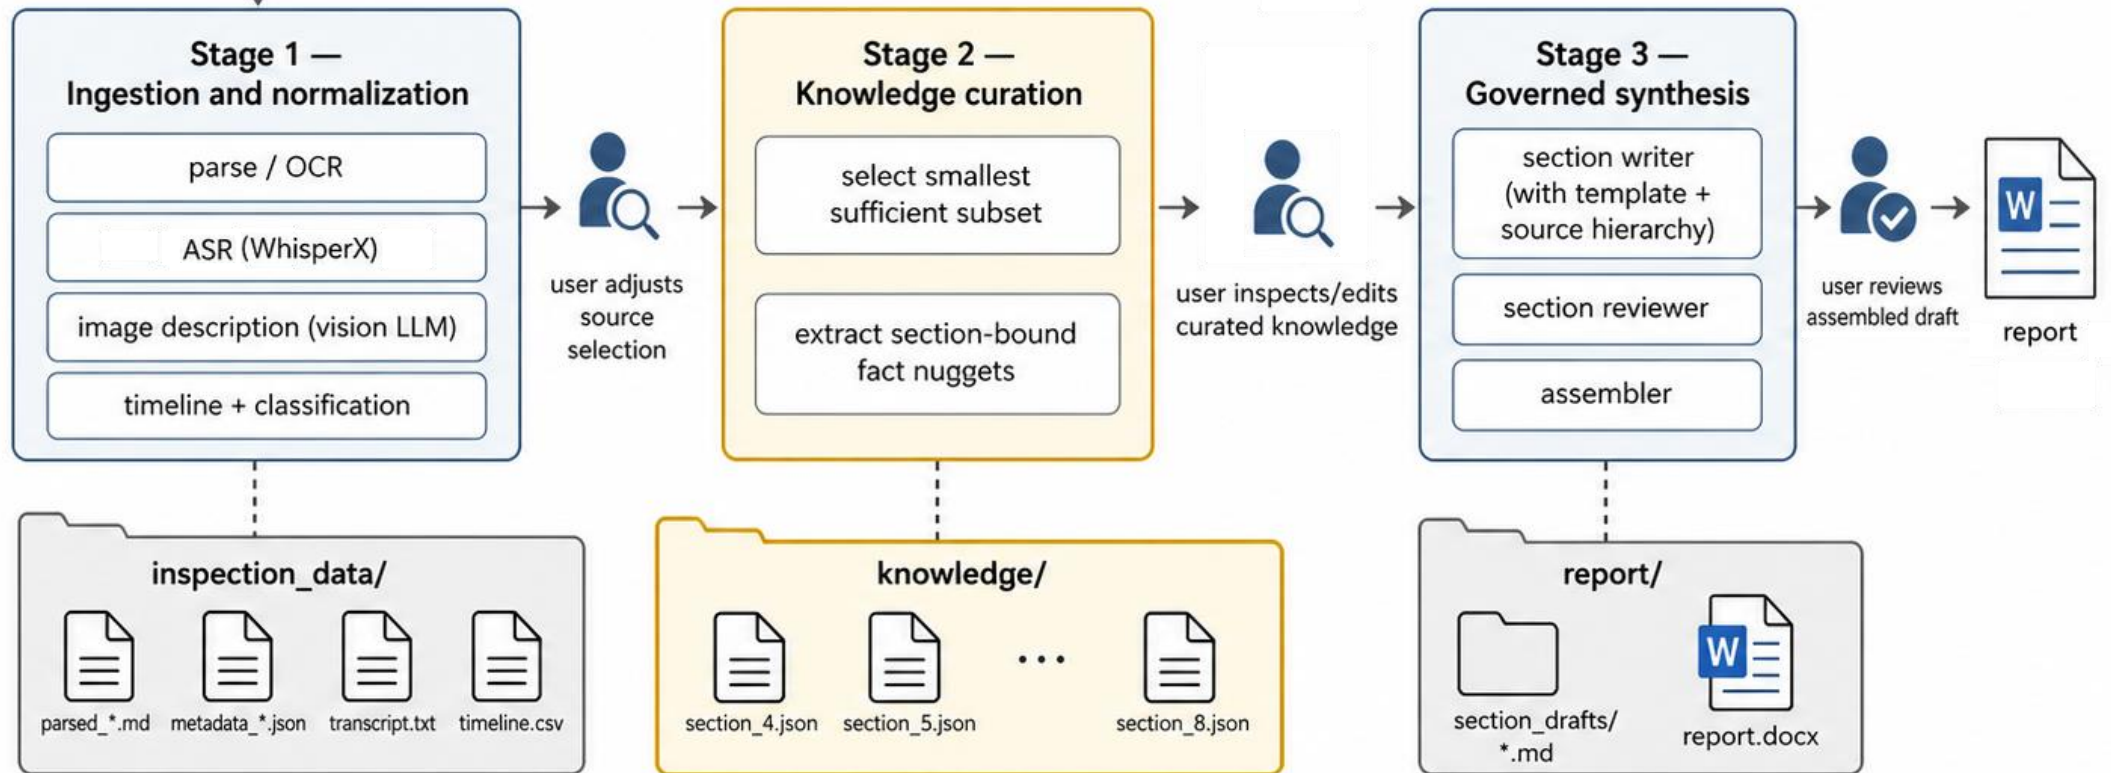 Stage 1 —
Ingestion and normalization
parse / OCR
ASR (WhisperX)
image description (vision LLM)
timeline + classification
user adjusts
source
selection
Stage 2 —
Knowledge curation
select smallest
sufficient subset
extract section-bound
fact nuggets
user inspects/edits
curated knowledge
Stage 3 —
Governed synthesis
section writer
(with template +
source hierarchy)
section reviewer
assembler
user reviews
assembled draft
W
report
inspection_data/
parsed_*.md
metadata_*.json
transcript.txt
timeline.csv
knowledge/
section_4.json
section_5.json
...
section_8.json
report/
section_drafts/
*.md
W
report.docx